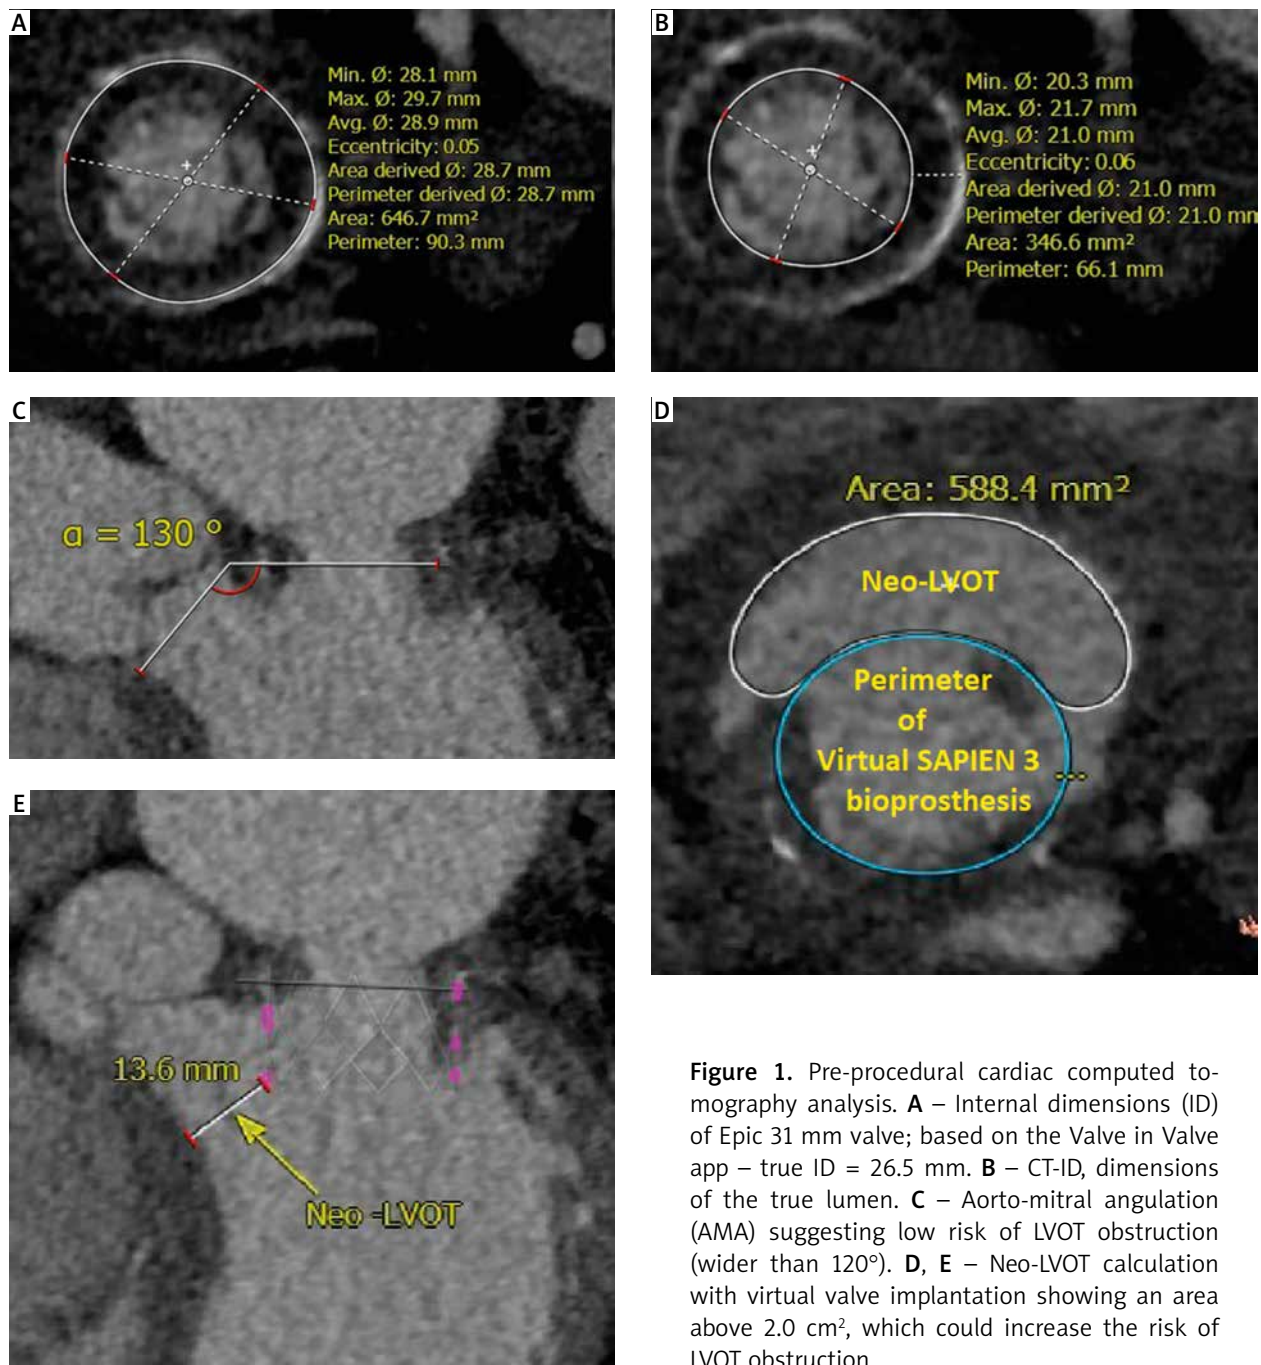 A
Min. Ø: 28.1 mm
Max. Ø: 29.7 mm
Avg. Ø: 28.9 mm
Eccentricity: 0.05
Area derived Ø: 28.7 mm
Perimeter derived Ø: 28.7 mm
Area: 646.7 mm²
Perimeter: 90.3 mm
B
Min. Ø: 20.3 mm
Max. Ø: 21.7 mm
Avg. Ø: 21.0 mm
Eccentricity: 0.06
Area derived Ø: 21.0 mm
Perimeter derived Ø: 21.0 mm
Area: 346.6 mm²
Perimeter: 66.1 mm
C
α = 130 °
D
Area: 588.4 mm²
Neo-LVOT
Perimeter
of
Virtual SAPIEN 3
bioprosthesis
E
13.6 mm
Neo -LVOT
Figure 1. Pre-procedural cardiac computed to-
mography analysis. A – Internal dimensions (ID)
of Epic 31 mm valve; based on the Valve in Valve
app – true ID = 26.5 mm. B – CT-ID, dimensions
of the true lumen. C – Aorto-mitral angulation
(AMA) suggesting low risk of LVOT obstruction
(wider than 120°). D, E – Neo-LVOT calculation
with virtual valve implantation showing an area
above 2.0 cm², which could increase the risk of
LVOT obstruction